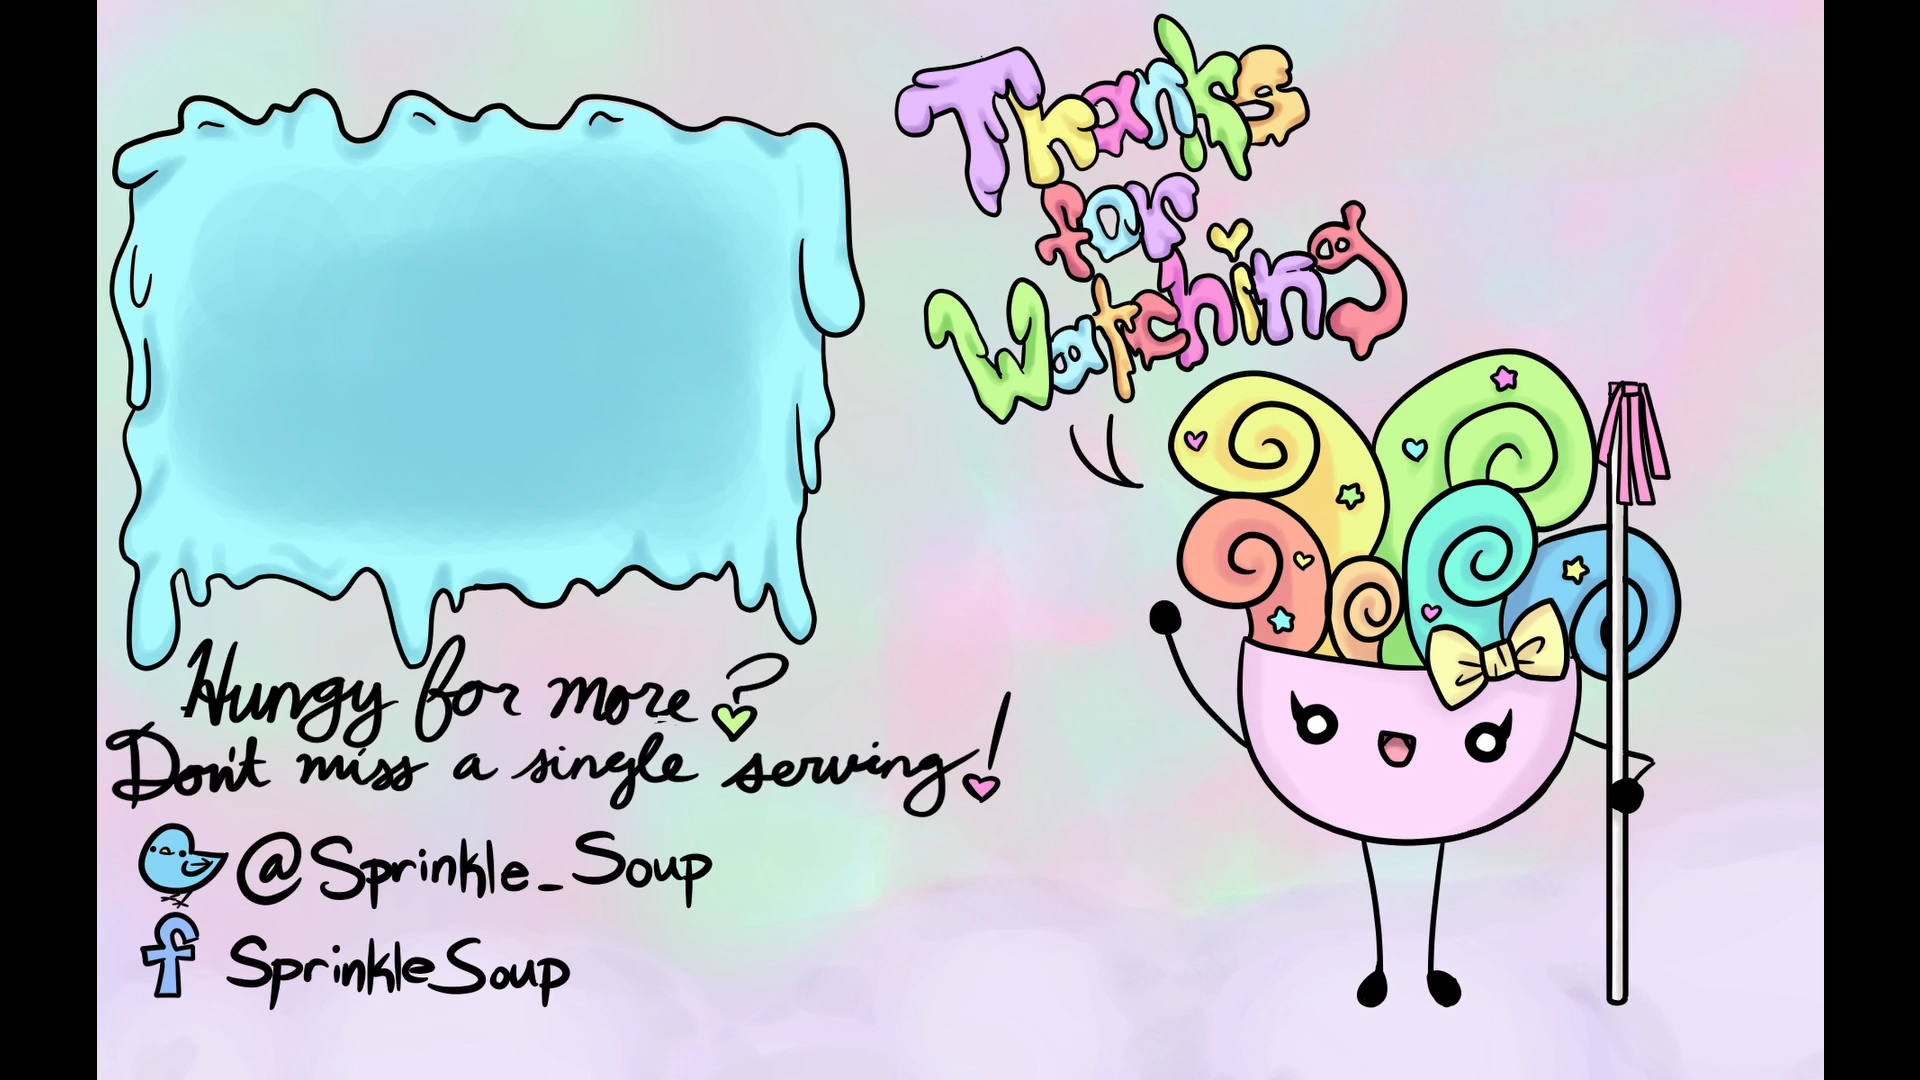 Thanks
for
Watching
Hungy for more?
Don't miss a single serving!
@Sprinkle_Soup
f SprinkleSoup